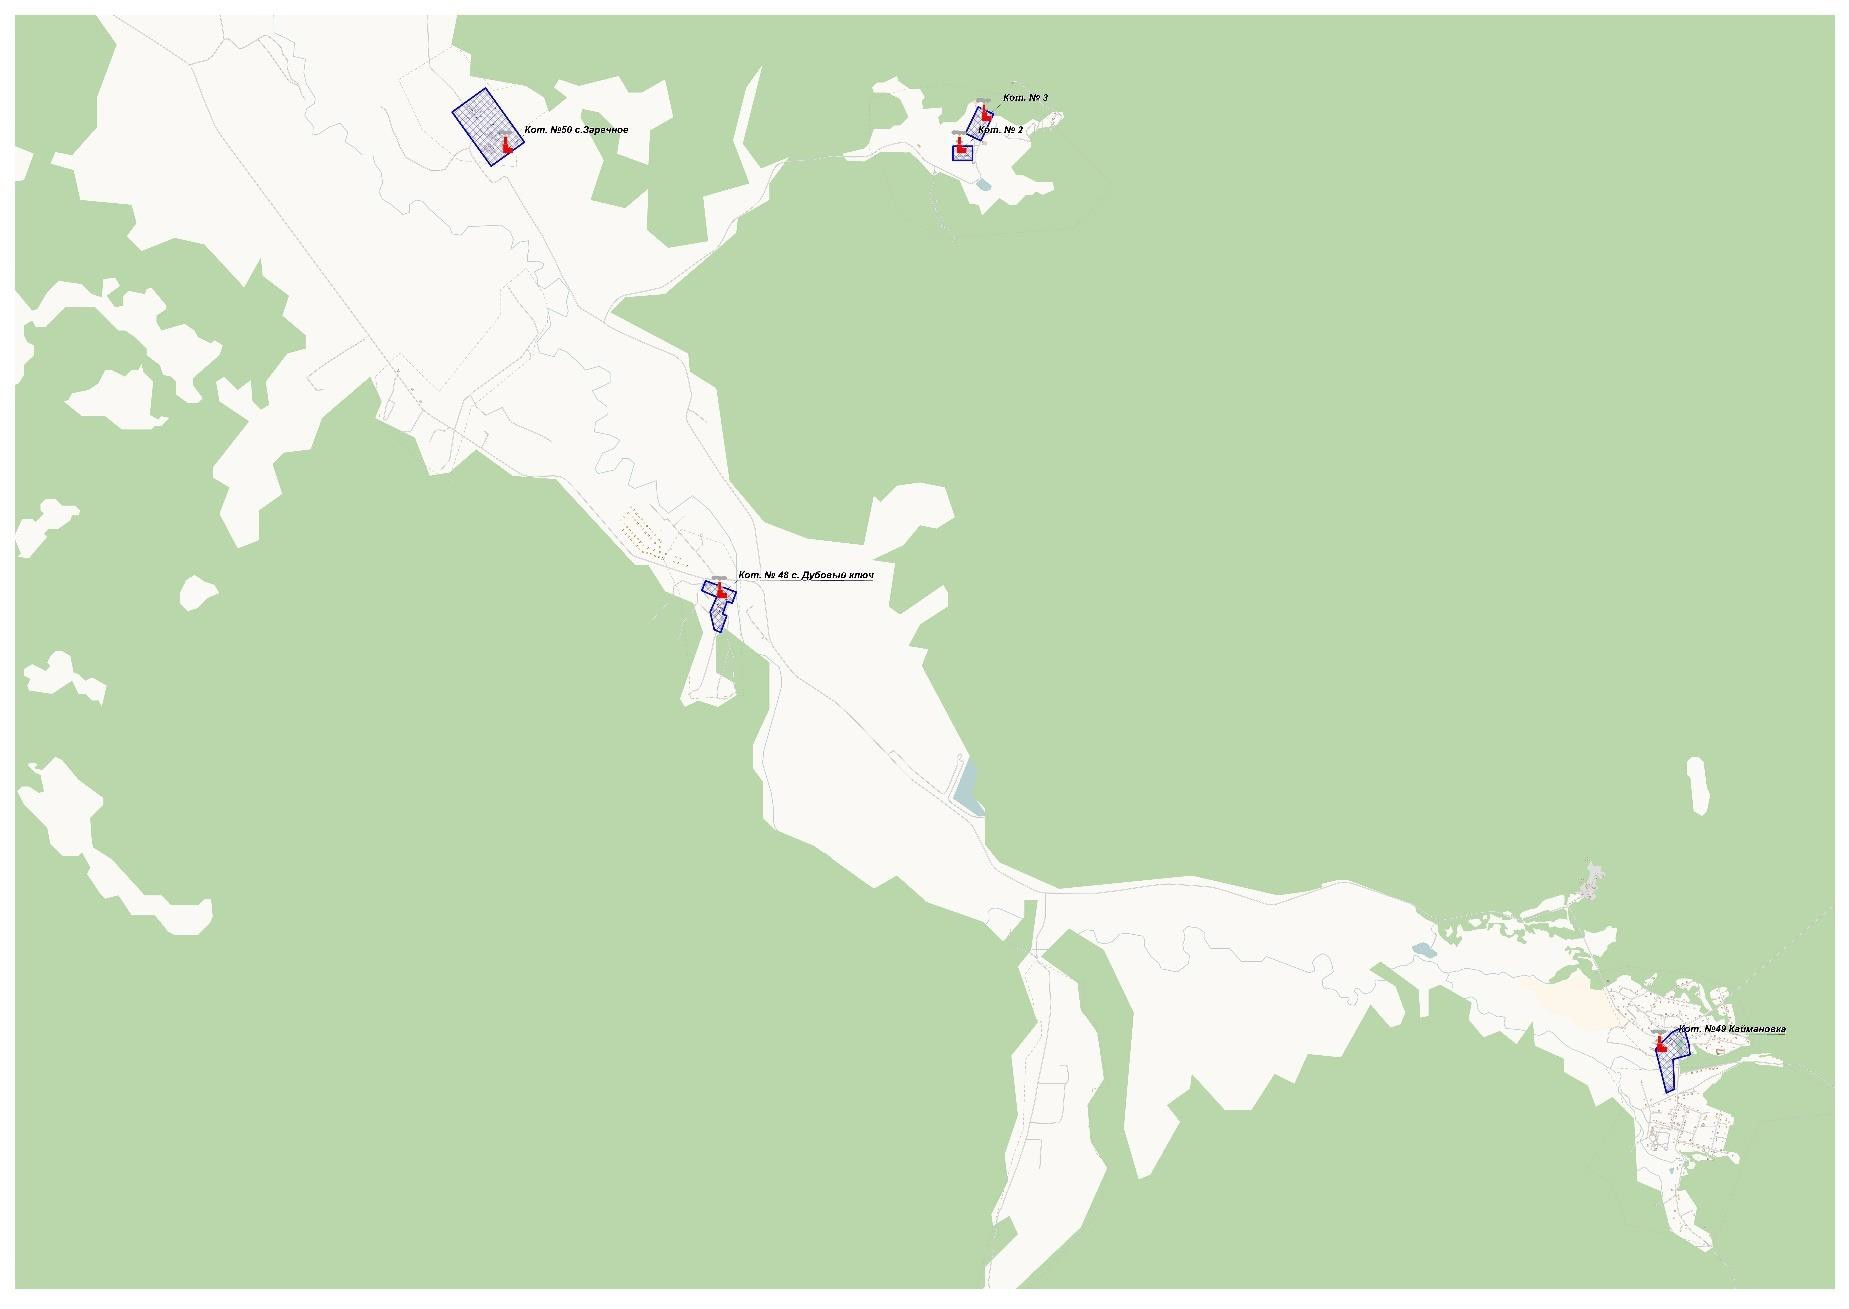 Кот. № 3
Кот. №50 с.Заречное
Кот. № 2
Кот. № 48 с. Дубовый ключ
Кот. №49 Каймановка